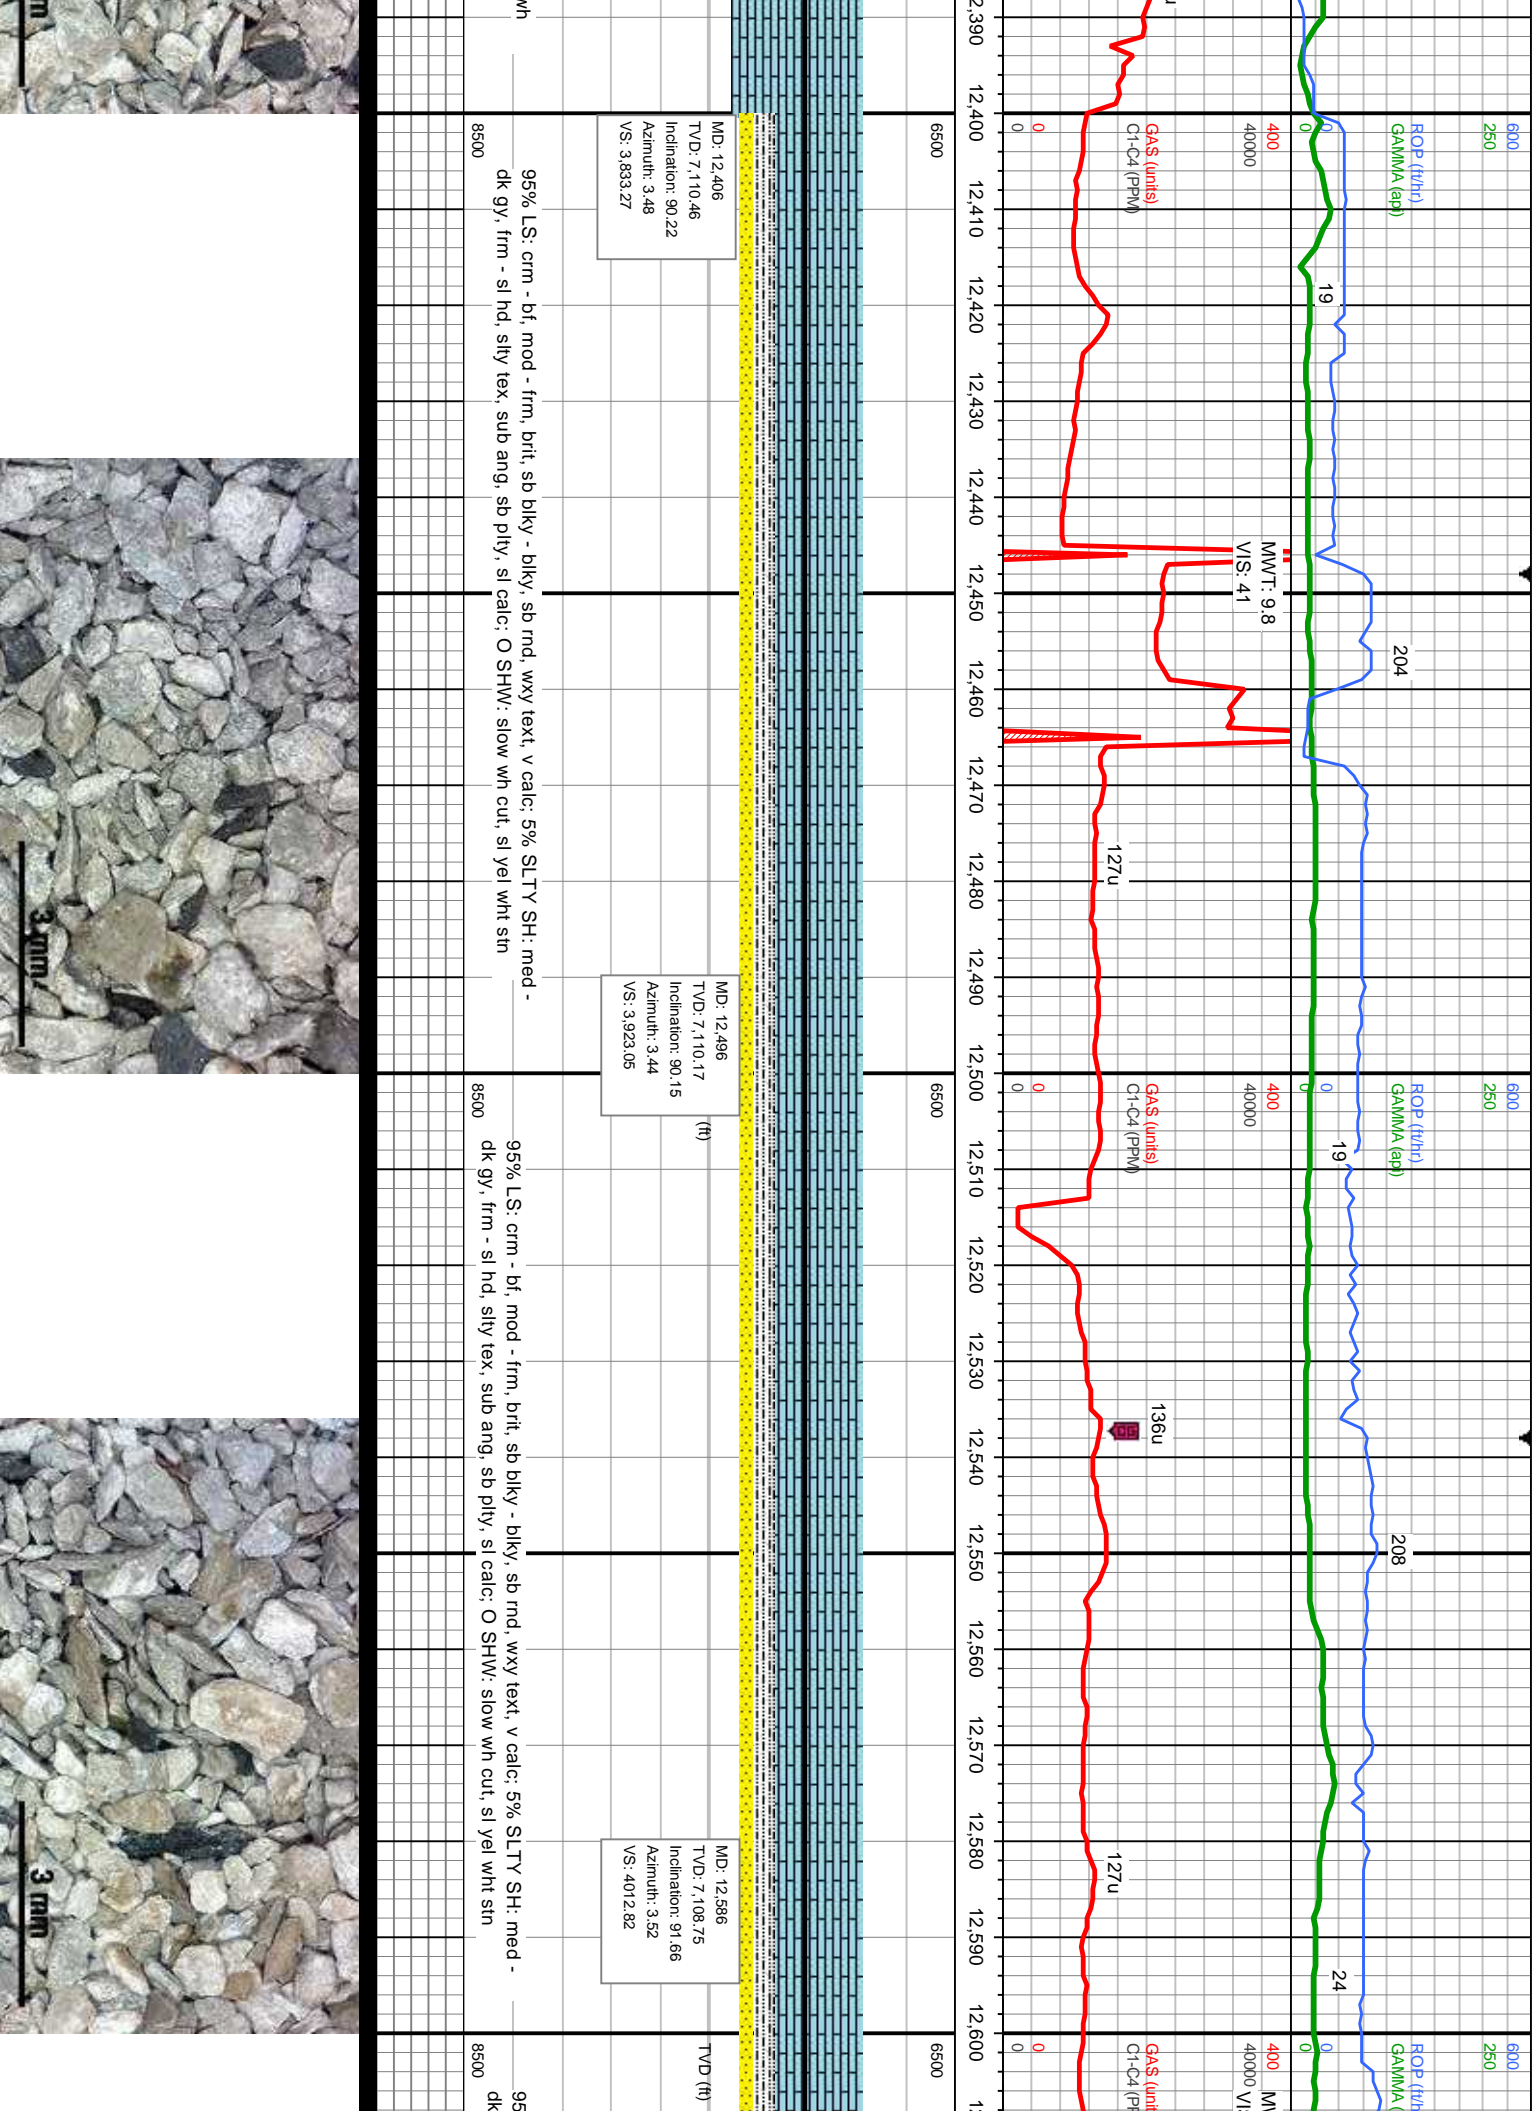 600
250
ROP (ft/hr)
GAMMA (api)
0
0
600
250
ROP (ft/hr)
GAMMA (api)
0
0
600
250
0
0
19
204
19
208
24
400
40000
GAS (units)
C1-C4 (PPM)
0
0
MWT: 9.8
VIS: 41
127u
400
40000
GAS (units)
C1-C4 (PPM)
0
0
136u
127u
400
40000
0
0
12,400
12,410
12,420
12,430
12,440
12,450
12,460
12,470
12,480
12,490
12,500
12,510
12,520
12,530
12,540
12,550
12,560
12,570
12,580
12,590
12,600
6500
6500
6500
MD: 12,406
TVD: 7,110.46
Inclination: 90.22
Azimuth: 3.48
VS: 3,833.27
MD: 12,496
TVD: 7,110.17
Inclination: 90.15
Azimuth: 3.44
VS: 3,923.05
(ft)
MD: 12,586
TVD: 7,108.75
Inclination: 91.66
Azimuth: 3.52
VS: 4012.82
TVD (ft)
wh
95% LS: crm - bf, mod - frm, brit, sb blky - blky, sb rnd, wxy text, v calc; 5% SLTY SH: med -
dk gy, frm - sl hd, slty tex, sub ang, sb plty, sl calc; O SHW: slow wh cut, sl yel wht stn
95% LS: crm - bf, mod - frm, brit, sb blky - blky, sb rnd, wxy text, v calc; 5% SLTY SH: med -
dk gy, frm - sl hd, slty tex, sub ang, sb plty, sl calc; O SHW: slow wh cut, sl yel wht stn
95
dk
8500
8500
8500
3 mm
3 mm